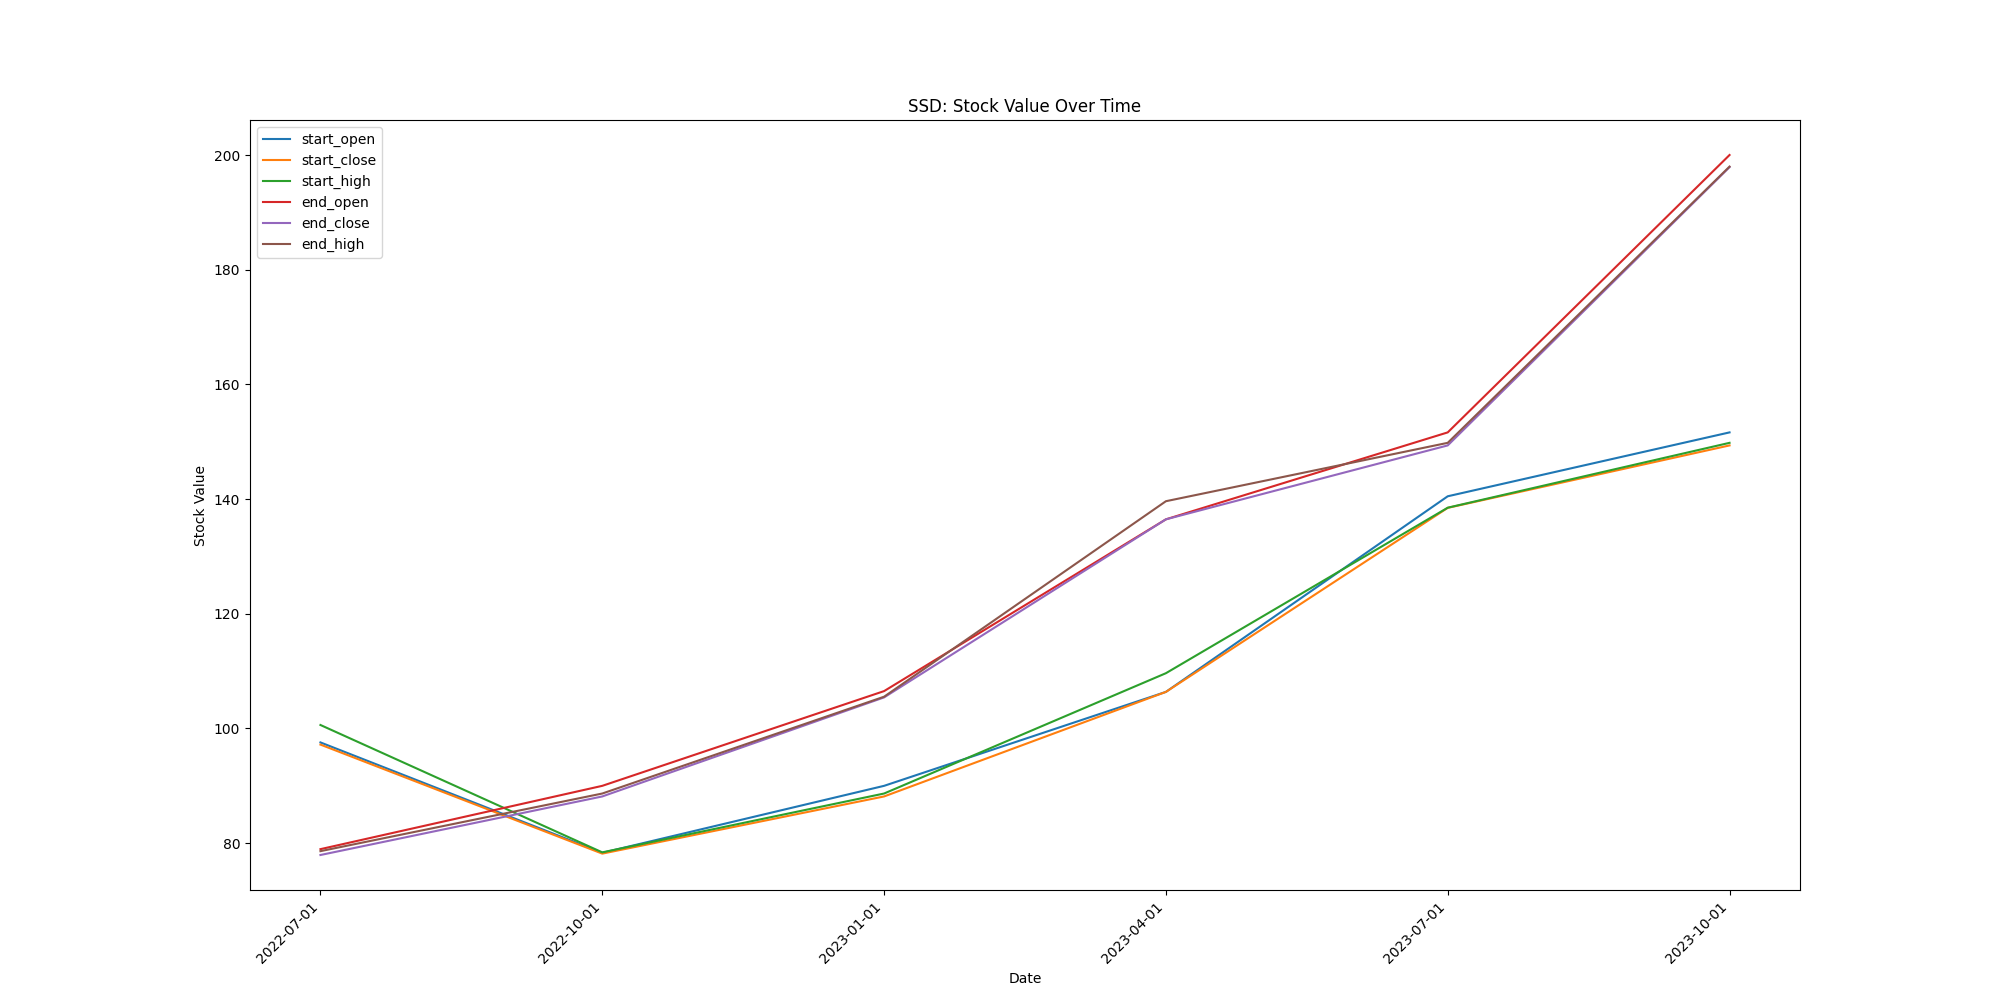 SSD: Stock Value Over Time
start_open
start_close
start_high
end_open
end_close
end_high
200
180
160
140
120
100
80
Stock Value
2022-07-01
2022-10-01
2023-01-01
2023-04-01
2023-07-01
2023-10-01
Date